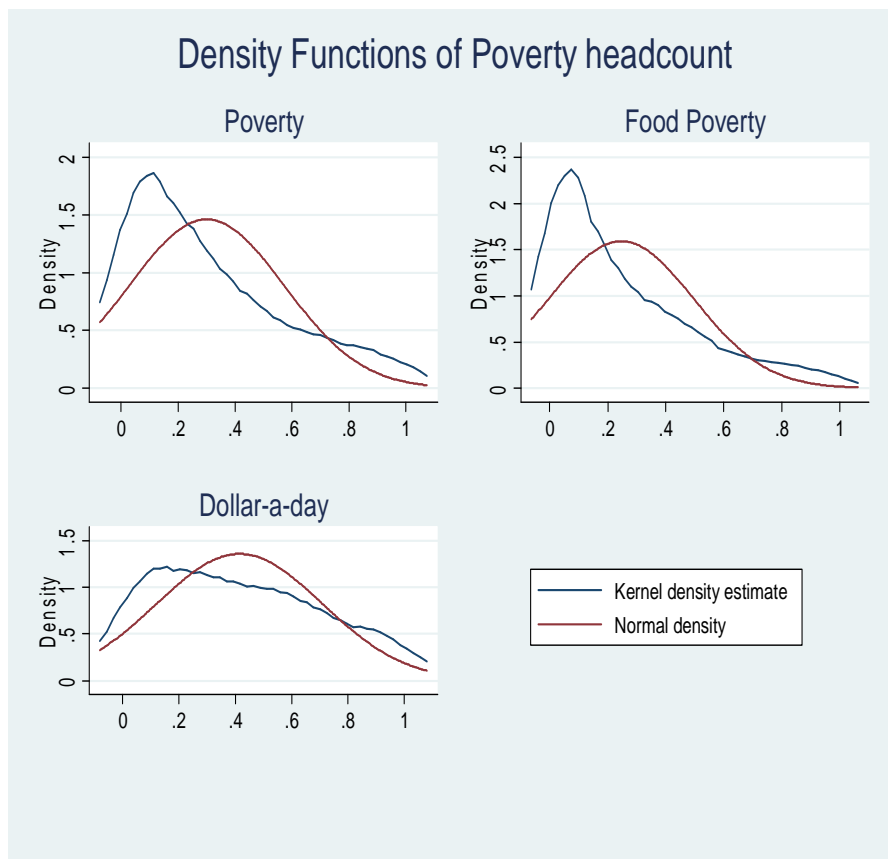 Density Functions of Poverty headcount
Poverty
Density
0 .5 1 1.5 2
0 .2 .4 .6 .8 1
Food Poverty
Density
0 .5 1 1.5 2 2.5
0 .2 .4 .6 .8 1
Dollar-a-day
Density
0 .5 1 1.5
0 .2 .4 .6 .8 1
Kernel density estimate
Normal density